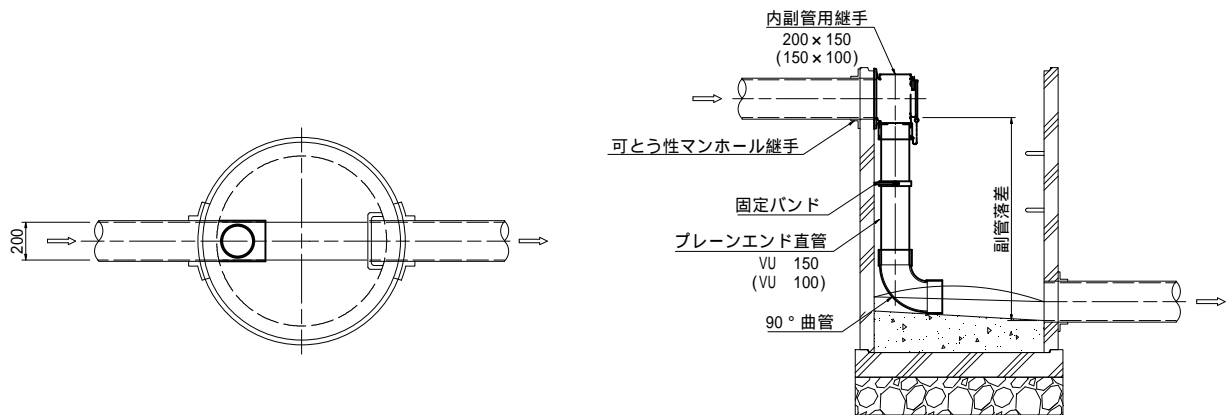 内副管用継手
200×150
(150×100)
可とう性マンホール継手
固定バンド
プレーンエンド直管
VU 150
(VU 100)
90°曲管
副管落差
200